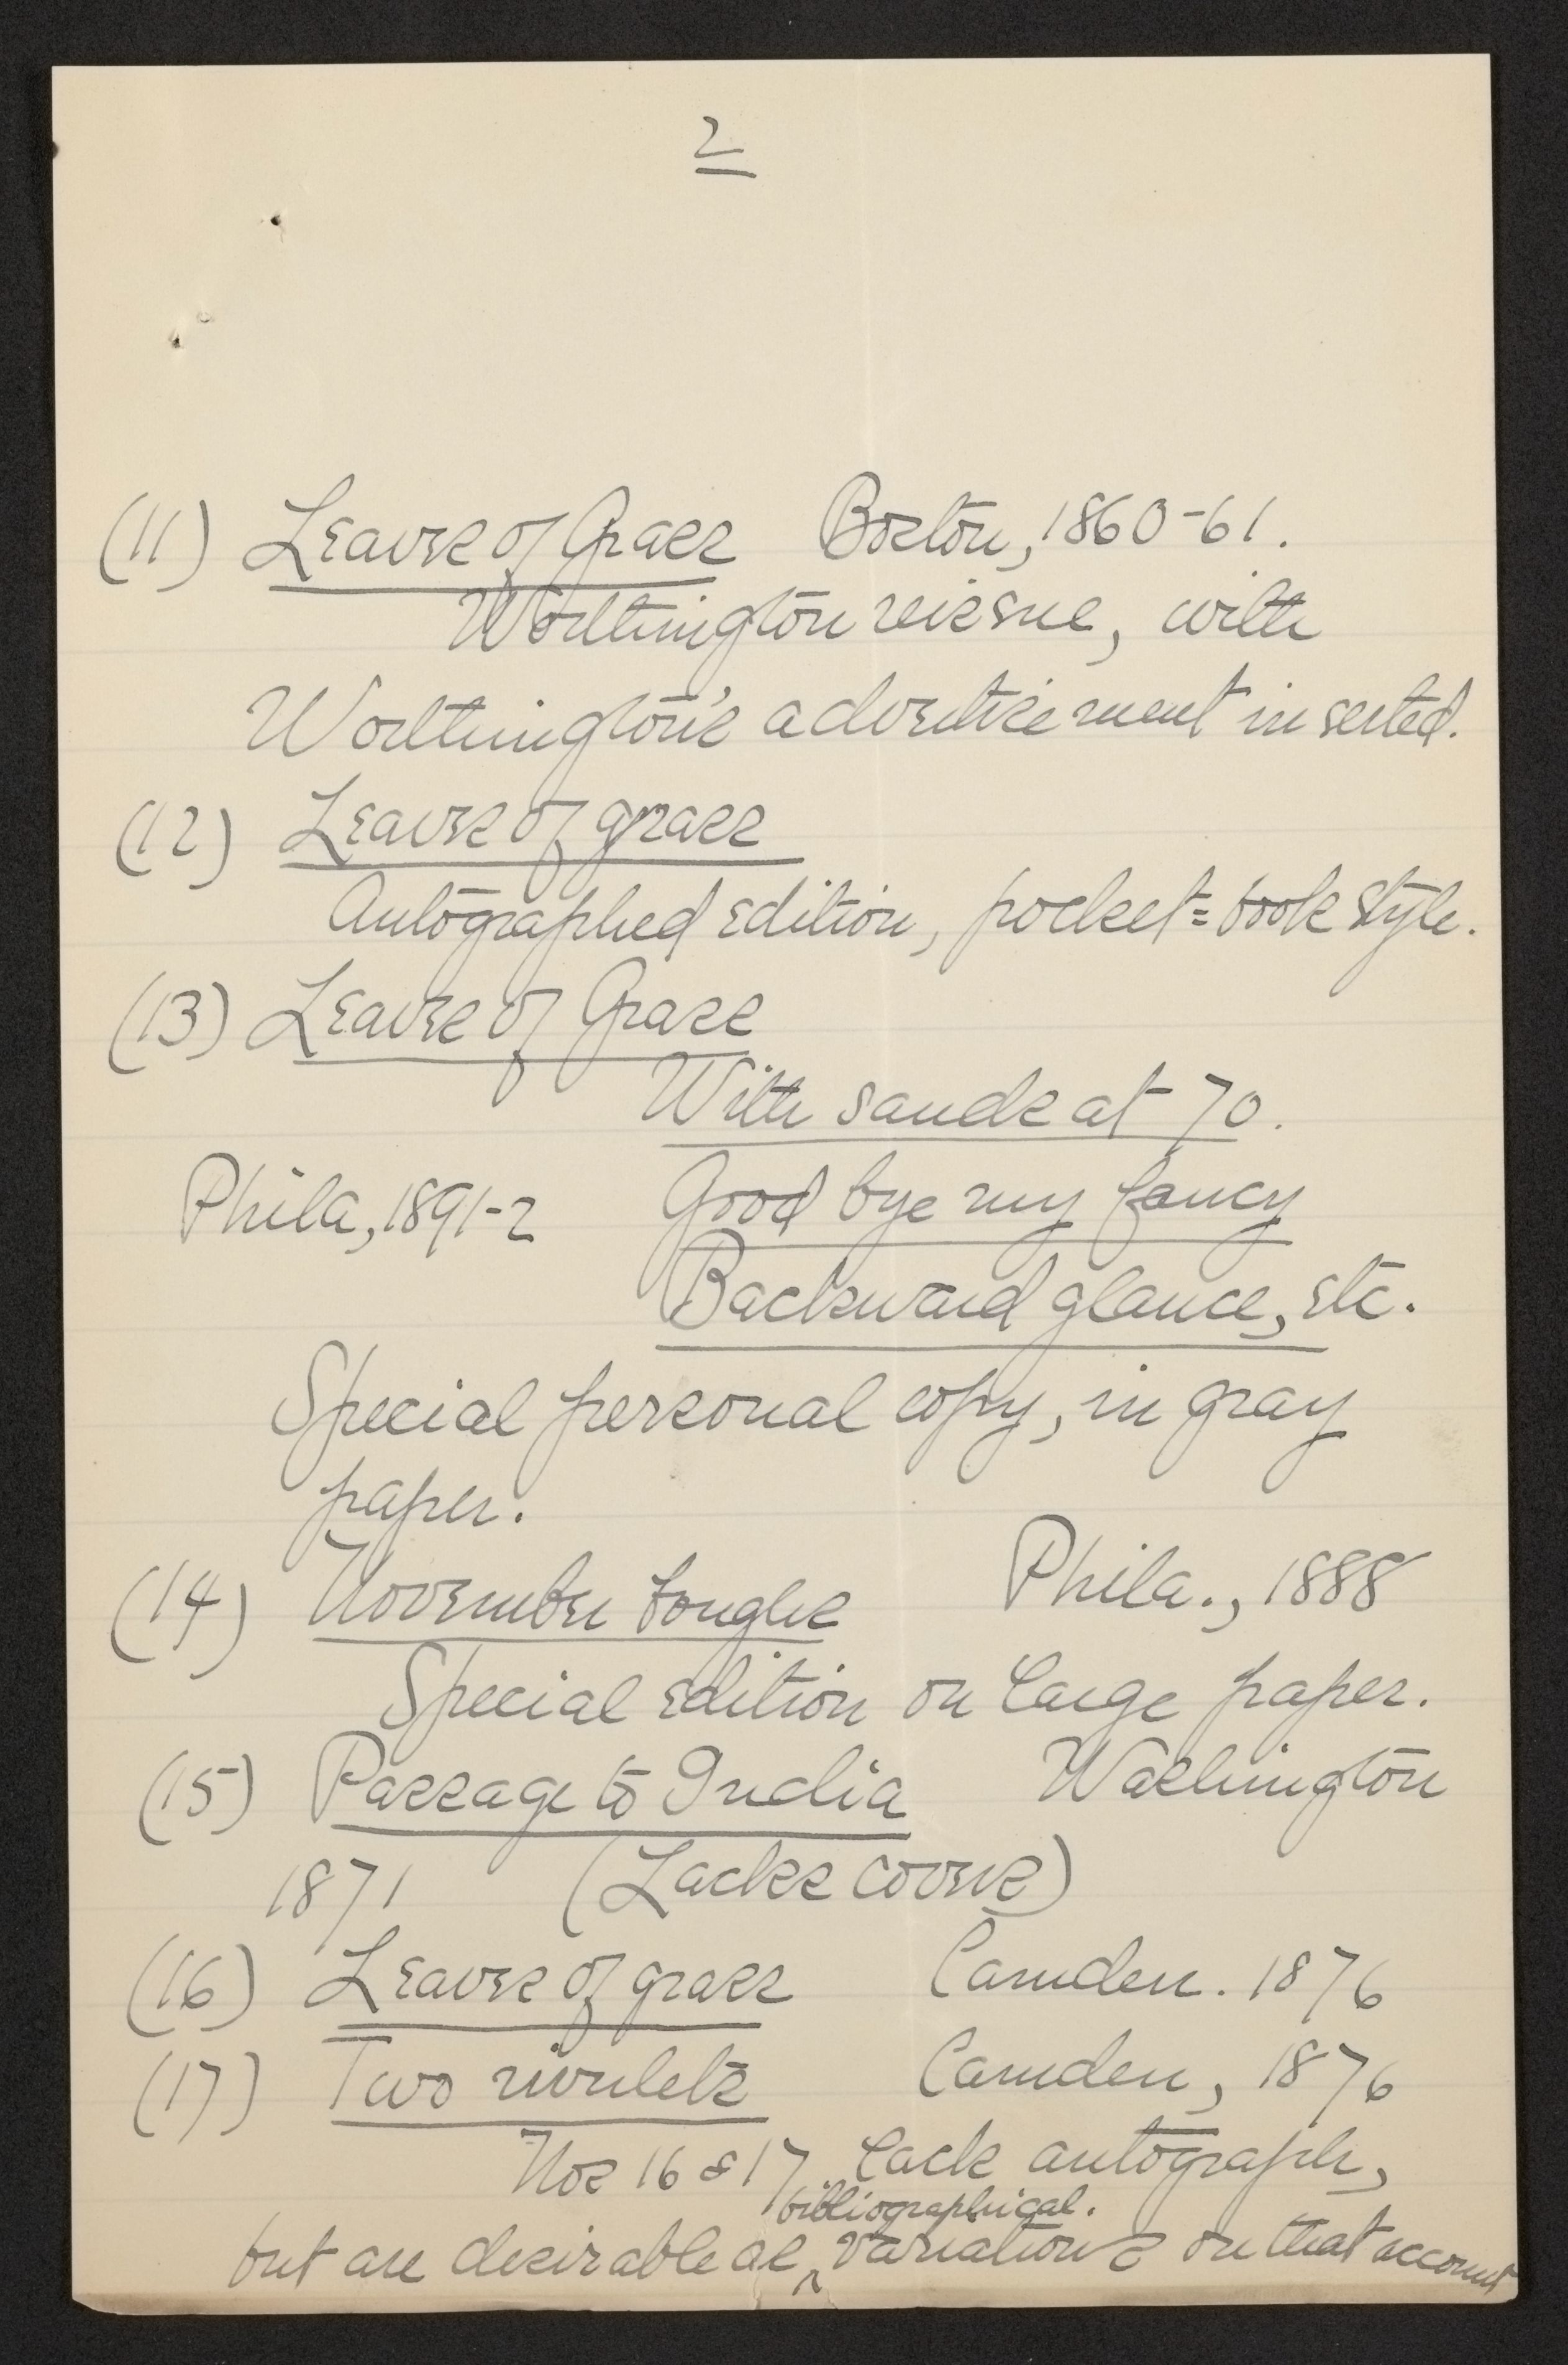 2
(11) Leaves of Grass Boston, 1860-61.
Worthington reissue, with
Worthington's advertisement inserted.
(12) Leaves of grass
Autographed edition, pocket=book style.
(13) Leaves of Grass
With sands at 70.
Phila, 1891-2 Good bye my fancy
Backward glance, etc.
Special personal copy, in gray
paper.
(14) November boughs Phila., 1888
Special edition on large paper.
(15) Passage to India Washington
1871 (Lacks covers)
(16) Leaves of grass Camden. 1876
(17) Two rivulets Camden, 1876
Nos 16 & 17 lack autograph,
bibliographical.
but are desirable as ^ variations on that account